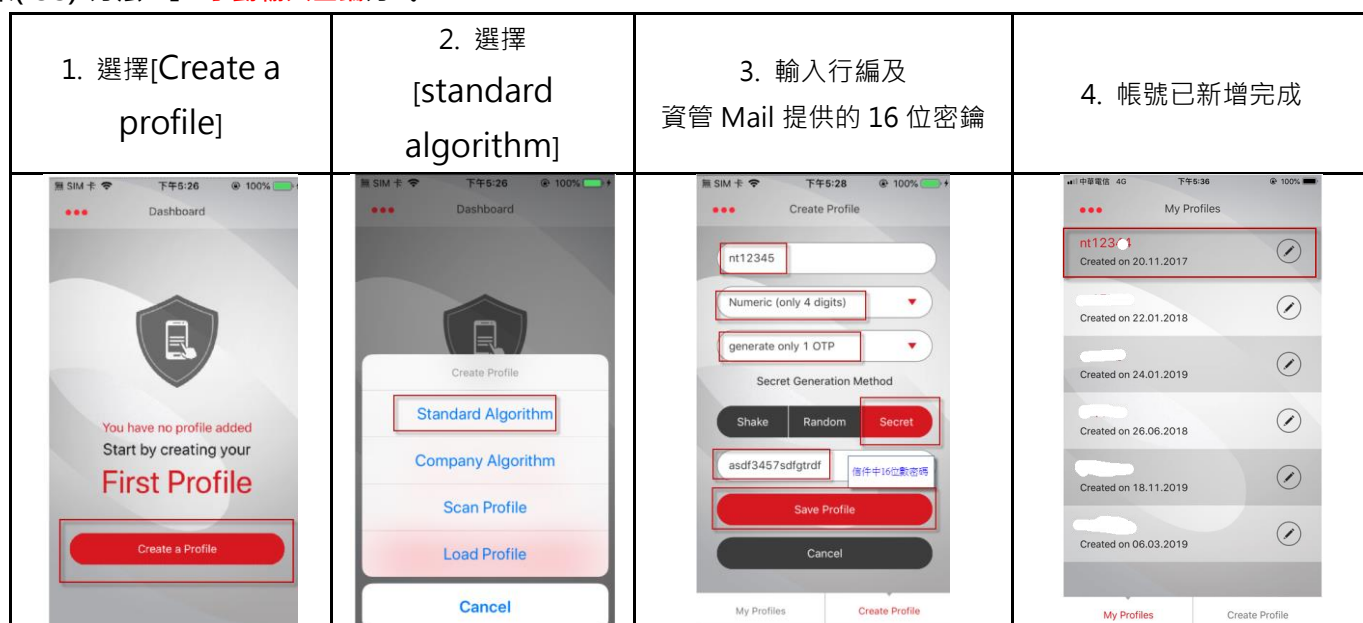 1. 選擇[Create a
profile]
2. 選擇
[standard
algorithm]
3. 輸入行編及
資管 Mail 提供的 16 位密鑰
4. 帳號已新增完成
無 SIM 卡 下午5:26 100%
Dashboard
You have no profile added
Start by creating your
First Profile
Create a Profile
無 SIM 卡 下午5:26 100%
Dashboard
Create Profile
Standard Algorithm
Company Algorithm
Scan Profile
Load Profile
Cancel
無 SIM 卡 下午5:28 100%
Create Profile
nt12345
Numeric (only 4 digits)
generate only 1 OTP
Secret Generation Method
Shake Random Secret
asdf3457sdfgtrdf
信件中16位數密碼
Save Profile
Cancel
My Profiles Create Profile
中華電信 4G 下午5:36 100%
My Profiles
Created on 20.11.2017
Created on 22.01.2018
Created on 24.01.2019
Created on 26.06.2018
Created on 18.11.2019
Created on 06.03.2019
My Profiles Create Profile